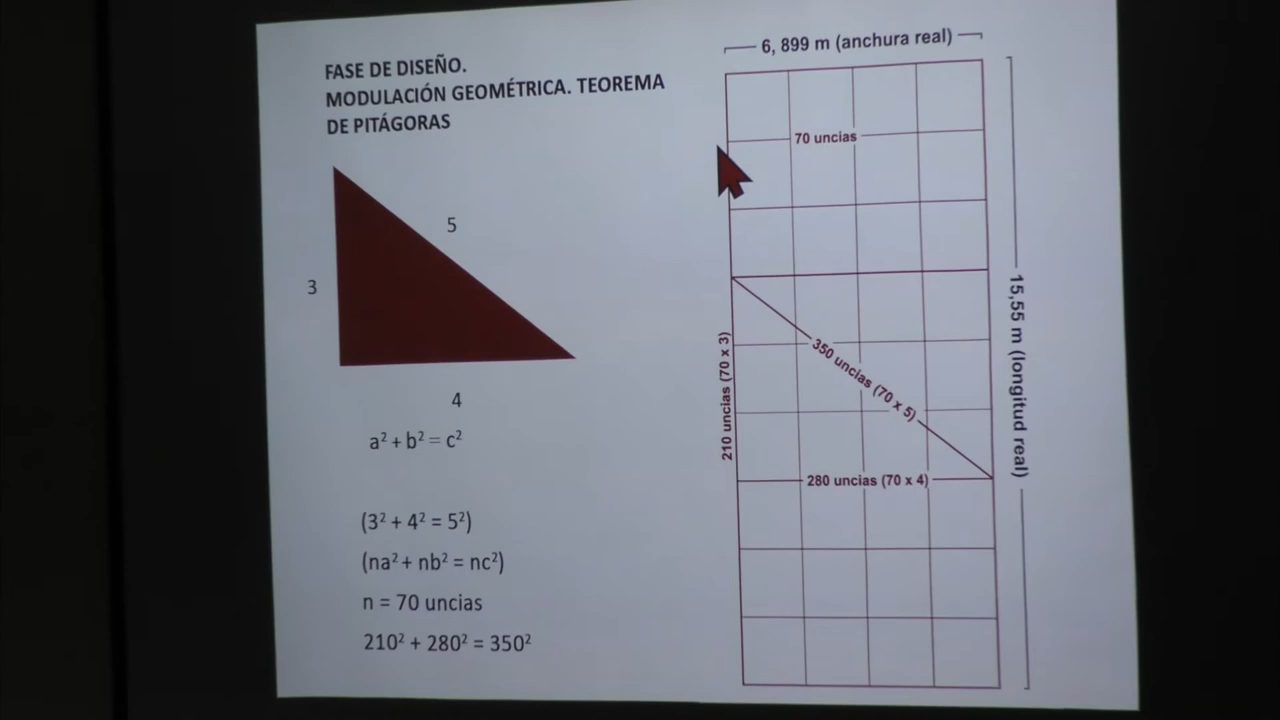 FASE DE DISEÑO.
MODULACIÓN GEOMÉTRICA. TEOREMA
DE PITÁGORAS
5
3
4
a² + b² = c²
(3² + 4² = 5²)
(na² + nb² = nc²)
n = 70 uncias
210² + 280² = 350²
6, 899 m (anchura real)
70 uncias
15,55 m (longitud real)
210 uncias (70 x 3)
350 uncias (70 x 5)
280 uncias (70 x 4)